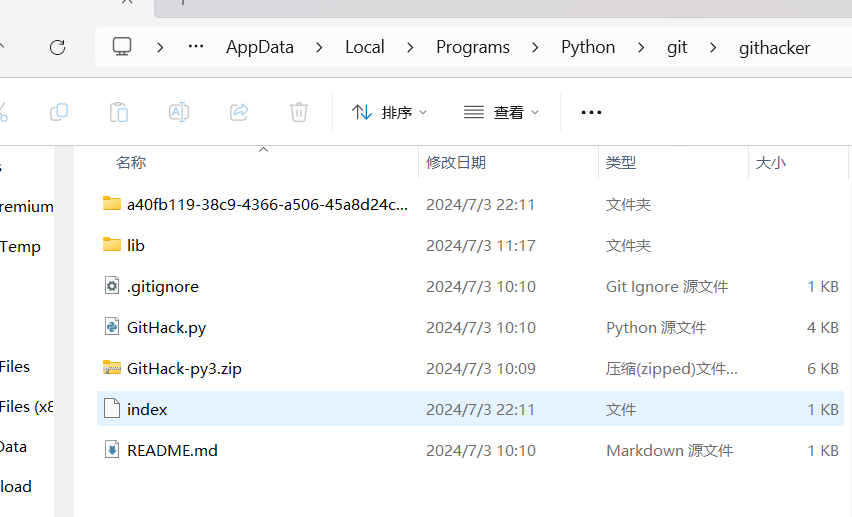 AppData Local Programs Python git githacker
排序 查看
名称 修改日期 类型 大小
a40fb119-38c9-4366-a506-45a8d24c... 2024/7/3 22:11 文件夹
remium
lib 2024/7/3 11:17 文件夹
Temp
.gitignore 2024/7/3 10:10 Git Ignore 源文件 1 KB
GitHack.py 2024/7/3 10:10 Python 源文件 4 KB
Files
GitHack-py3.zip 2024/7/3 10:09 压缩(zipped)文件... 6 KB
Files (x8
index 2024/7/3 22:11 文件 1 KB
Data
README.md 2024/7/3 10:10 Markdown 源文件 1 KB
load